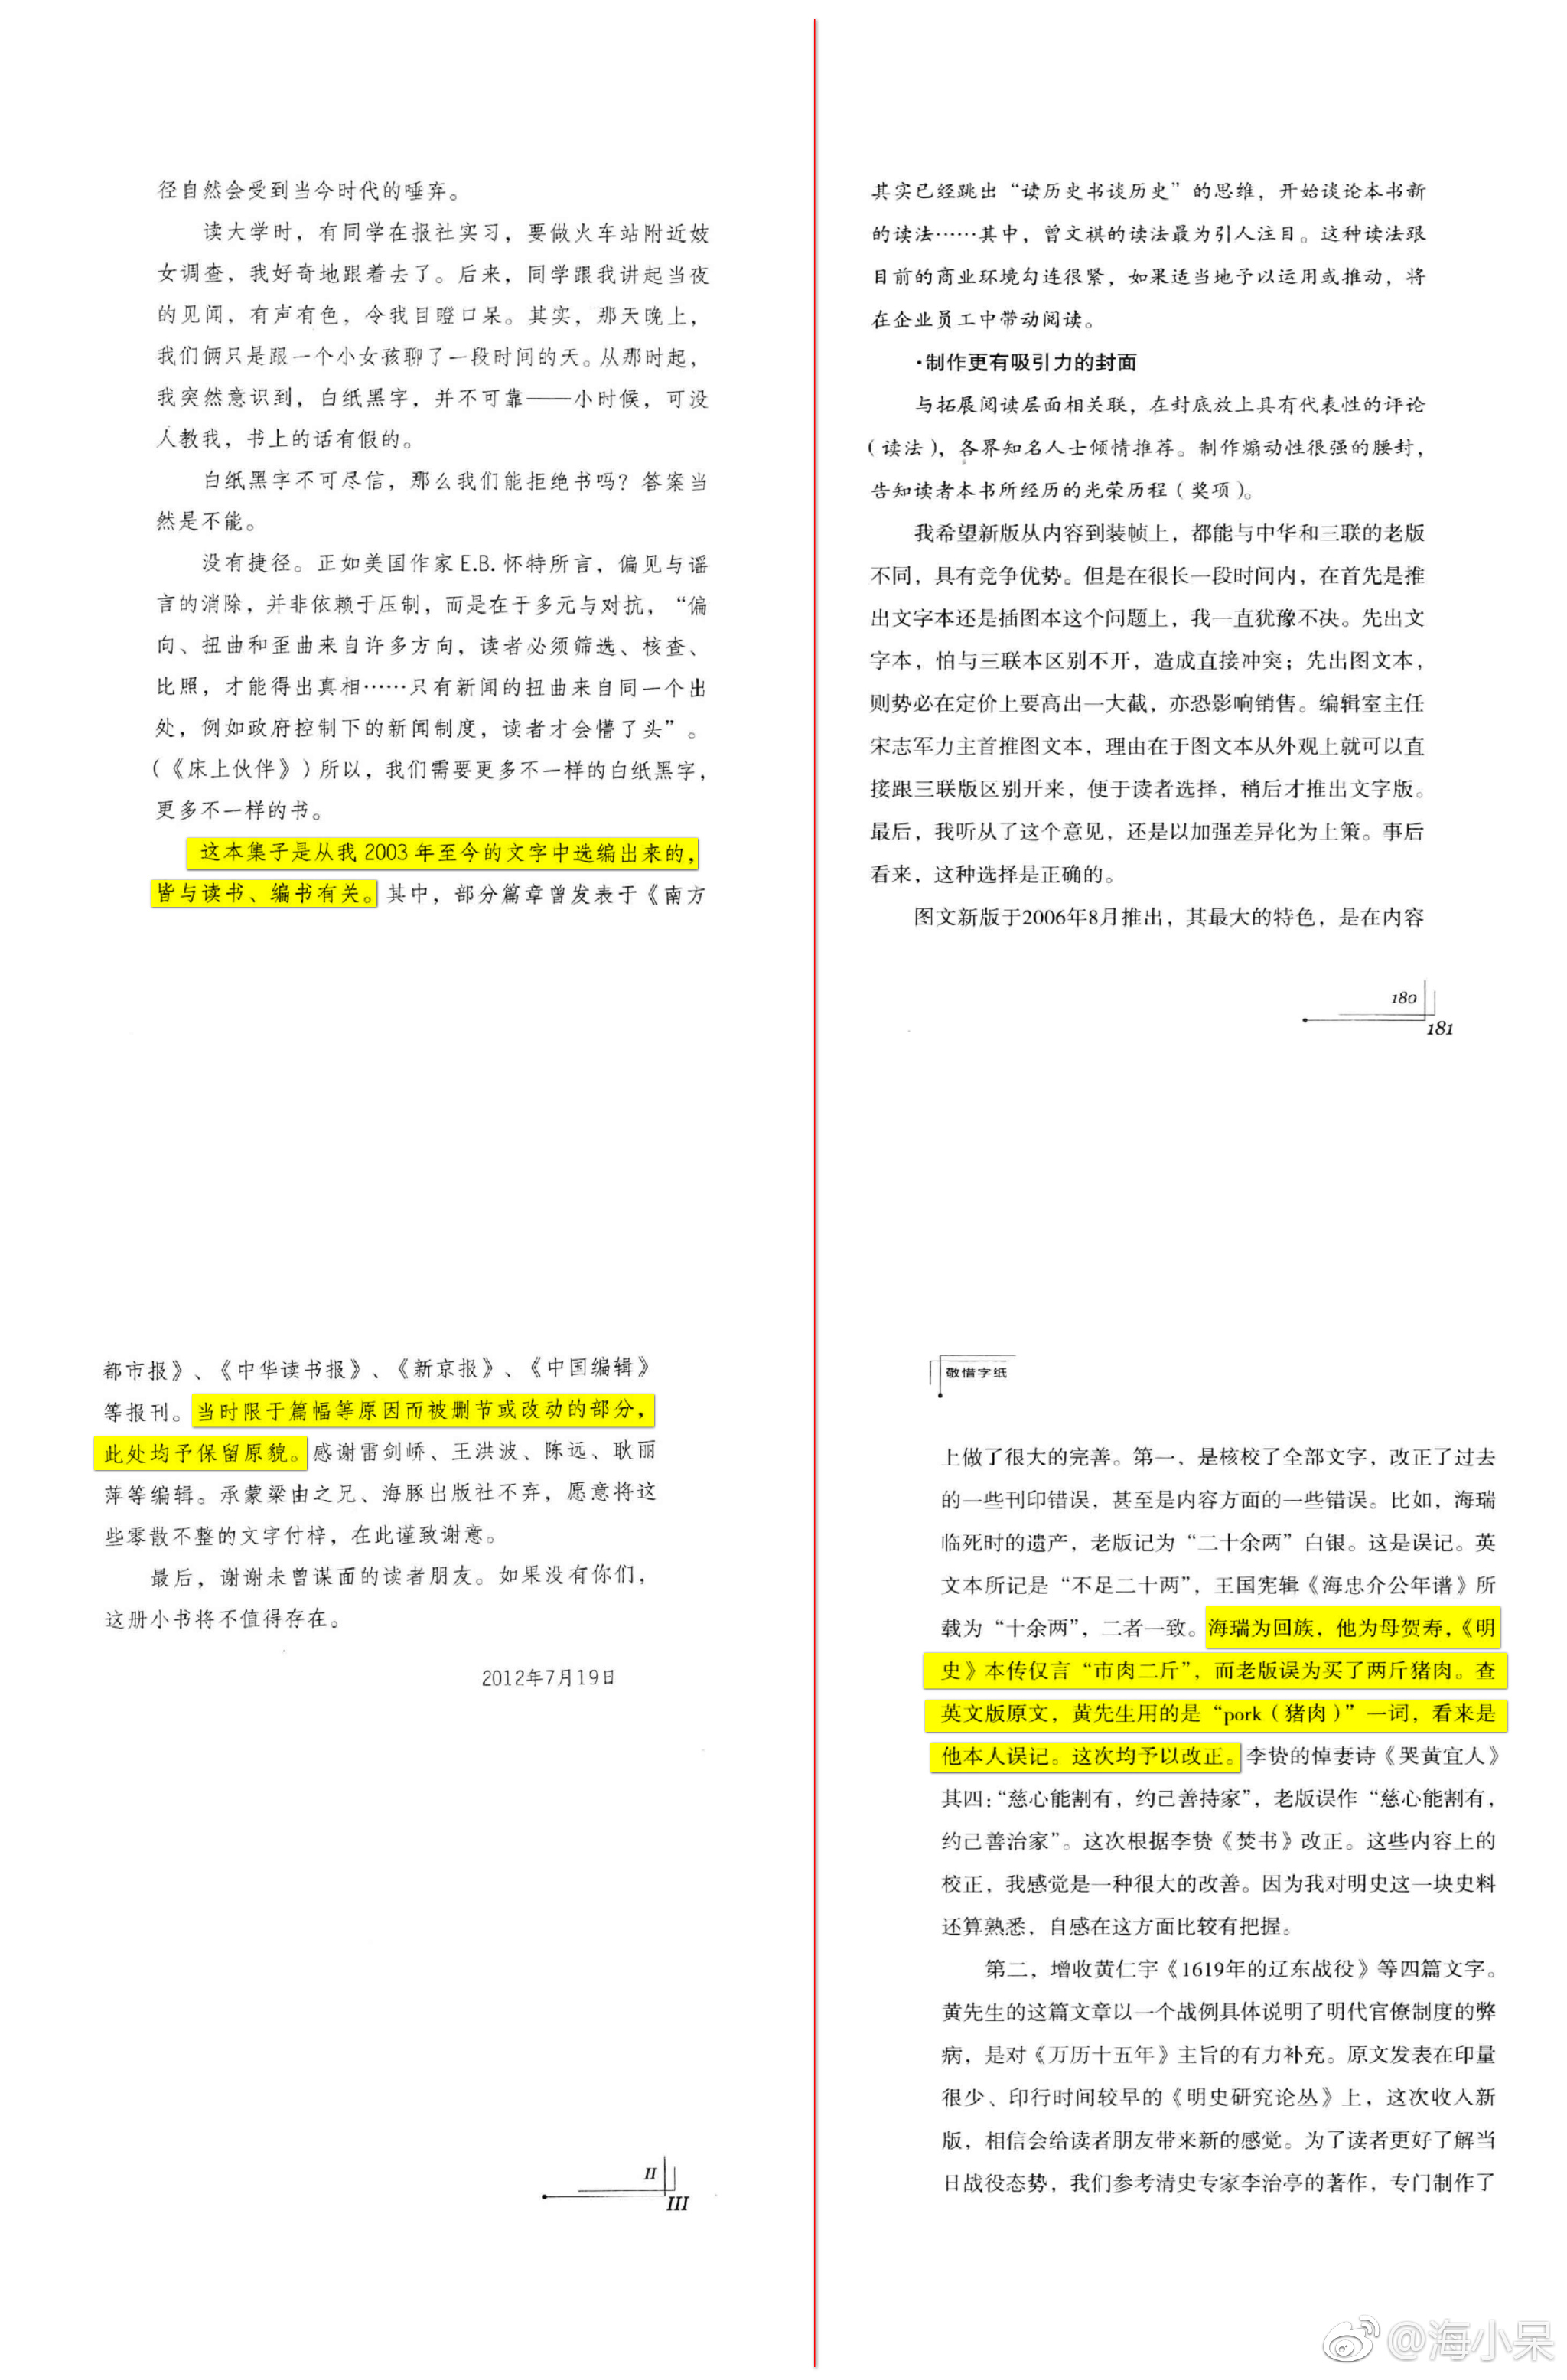 径自然会受到当今时代的唾弃。
读大学时，有同学在报社实习，要做火车站附近妓
女调查，我好奇地跟着去了。后来，同学跟我讲起当夜
的见闻，有声有色，令我目瞪口呆。其实，那天晚上，
我们俩只是跟一个小女孩聊了一段时间的天。从那时起，
我突然意识到，白纸黑字，并不可靠——小时候，可没
人教我，书上的话有假的。
白纸黑字不可尽信，那么我们能拒绝书吗？答案当
然是不能。
没有捷径。正如美国作家E.B.怀特所言，偏见与谣
言的消除，并非依赖于压制，而是在于多元与对抗，“偏
向、扭曲和歪曲来自许多方向，读者必须筛选、核查、
比照，才能得出真相……只有新闻的扭曲来自同一个出
处，例如政府控制下的新闻制度，读者才会懵了头”。
（《床上伙伴》）所以，我们需要更多不一样的白纸黑字，
更多不一样的书。
这本集子是从我2003年至今的文字中选编出来的，
皆与读书、编书有关。其中，部分篇章曾发表于《南方
都市报》、《中华读书报》、《新京报》、《中国编辑》
等报刊。当时限于篇幅等原因而被删节或改动的部分，
此处均予保留原貌。感谢雷剑峤、王洪波、陈远、耿丽
萍等编辑。承蒙梁由之兄、海豚出版社不弃，愿意将这
些零散不整的文字付梓，在此谨致谢意。
最后，谢谢未曾谋面的读者朋友。如果没有你们，
这册小书将不值得存在。
2012年7月19日
II
III
其实已经跳出“读历史书谈历史”的思维，开始谈论本书新
的读法……其中，曾文祺的读法最为引人注目。这种读法跟
目前的商业环境勾连很紧，如果适当地予以运用或推动，将
在企业员工中带动阅读。
·制作更有吸引力的封面
与拓展阅读层面相关联，在封底放上具有代表性的评论
（读法），各界知名人士倾情推荐。制作煽动性很强的腰封，
告知读者本书所经历的光荣历程（奖项）。
我希望新版从内容到装帧上，都能与中华和三联的老版
不同，具有竞争优势。但是在很长一段时间内，在首先是推
出文字本还是插图本这个问题上，我一直犹豫不决。先出文
字本，怕与三联本区别不开，造成直接冲突；先出图文本，
则势必在定价上要高出一大截，亦恐影响销售。编辑室主任
宋志军力主首推图文本，理由在于图文本从外观上就可以直
接跟三联版区别开来，便于读者选择，稍后才推出文字版。
最后，我听从了这个意见，还是以加强差异化为上策。事后
看来，这种选择是正确的。
图文新版于2006年8月推出，其最大的特色，是在内容
180
181
敬惜字纸
上做了很大的完善。第一，是核校了全部文字，改正了过去
的一些刊印错误，甚至是内容方面的一些错误。比如，海瑞
临死时的遗产，老版记为“二十余两”白银。这是误记。英
文本所记是“不足二十两”，王国宪辑《海忠介公年谱》所
载为“十余两”，二者一致。海瑞为回族，他为母贺寿，《明
史》本传仅言“市肉二斤”，而老版误为买了两斤猪肉。查
英文版原文，黄先生用的是“pork（猪肉）”一词，看来是
他本人误记。这次均予以改正。李贽的悼妻诗《哭黄宜人》
其四：“慈心能割有，约己善持家”，老版误作“慈心能割有，
约己善治家”。这次根据李贽《焚书》改正。这些内容上的
校正，我感觉是一种很大的改善。因为我对明史这一块史料
还算熟悉，自感在这方面比较有把握。
第二，增收黄仁宇《1619年的辽东战役》等四篇文字。
黄先生的这篇文章以一个战例具体说明了明代官僚制度的弊
病，是对《万历十五年》主旨的有力补充。原文发表在印量
很少、印行时间较早的《明史研究论丛》上，这次收入新
版，相信会给读者朋友带来新的感觉。为了读者更好了解当
日战役态势，我们参考清史专家李治亭的著作，专门制作了
@海小呆